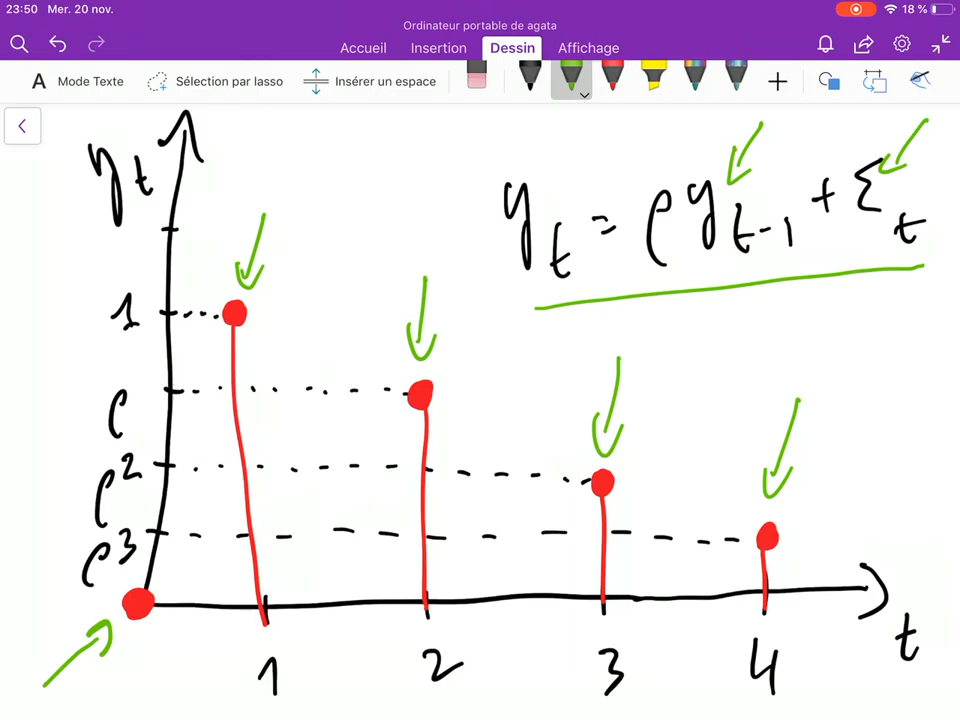 23:50 Mer. 20 nov. 18 %
Ordinateur portable de agata
Accueil Insertion Dessin Affichage
A Mode Texte Sélection par lasso Insérer un espace
y_t
y_t = ρy_{t-1} + Σ_t
1
ρ
ρ²
ρ³
1 2 3 4
t